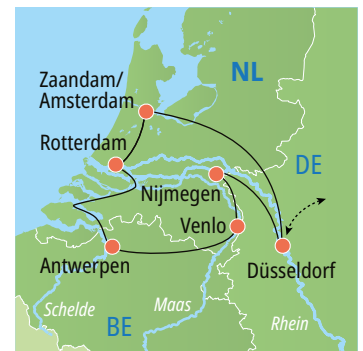 NL
Zaandam/
Amsterdam
Rotterdam
DE
Nijmegen
Venlo
Antwerpen
Düsseldorf
Schelde
Maas
BE
Rhein